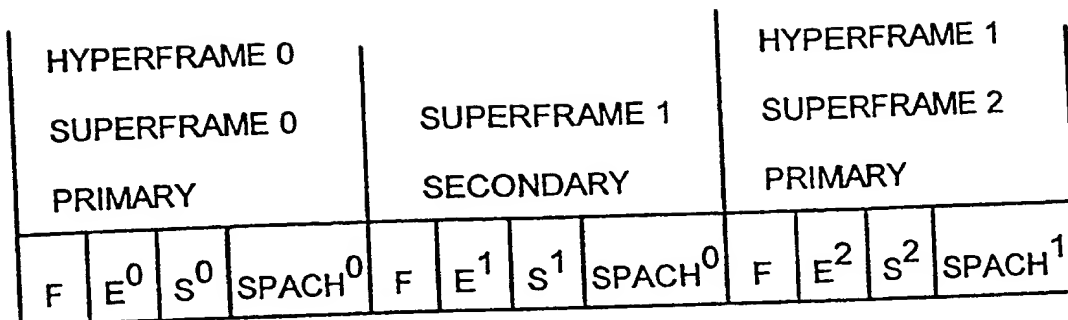 HYPERFRAME 0
SUPERFRAME 0
PRIMARY
SUPERFRAME 1
SECONDARY
HYPERFRAME 1
SUPERFRAME 2
PRIMARY
F E⁰ S⁰ SPACH⁰ F E¹ S¹ SPACH⁰ F E² S² SPACH¹